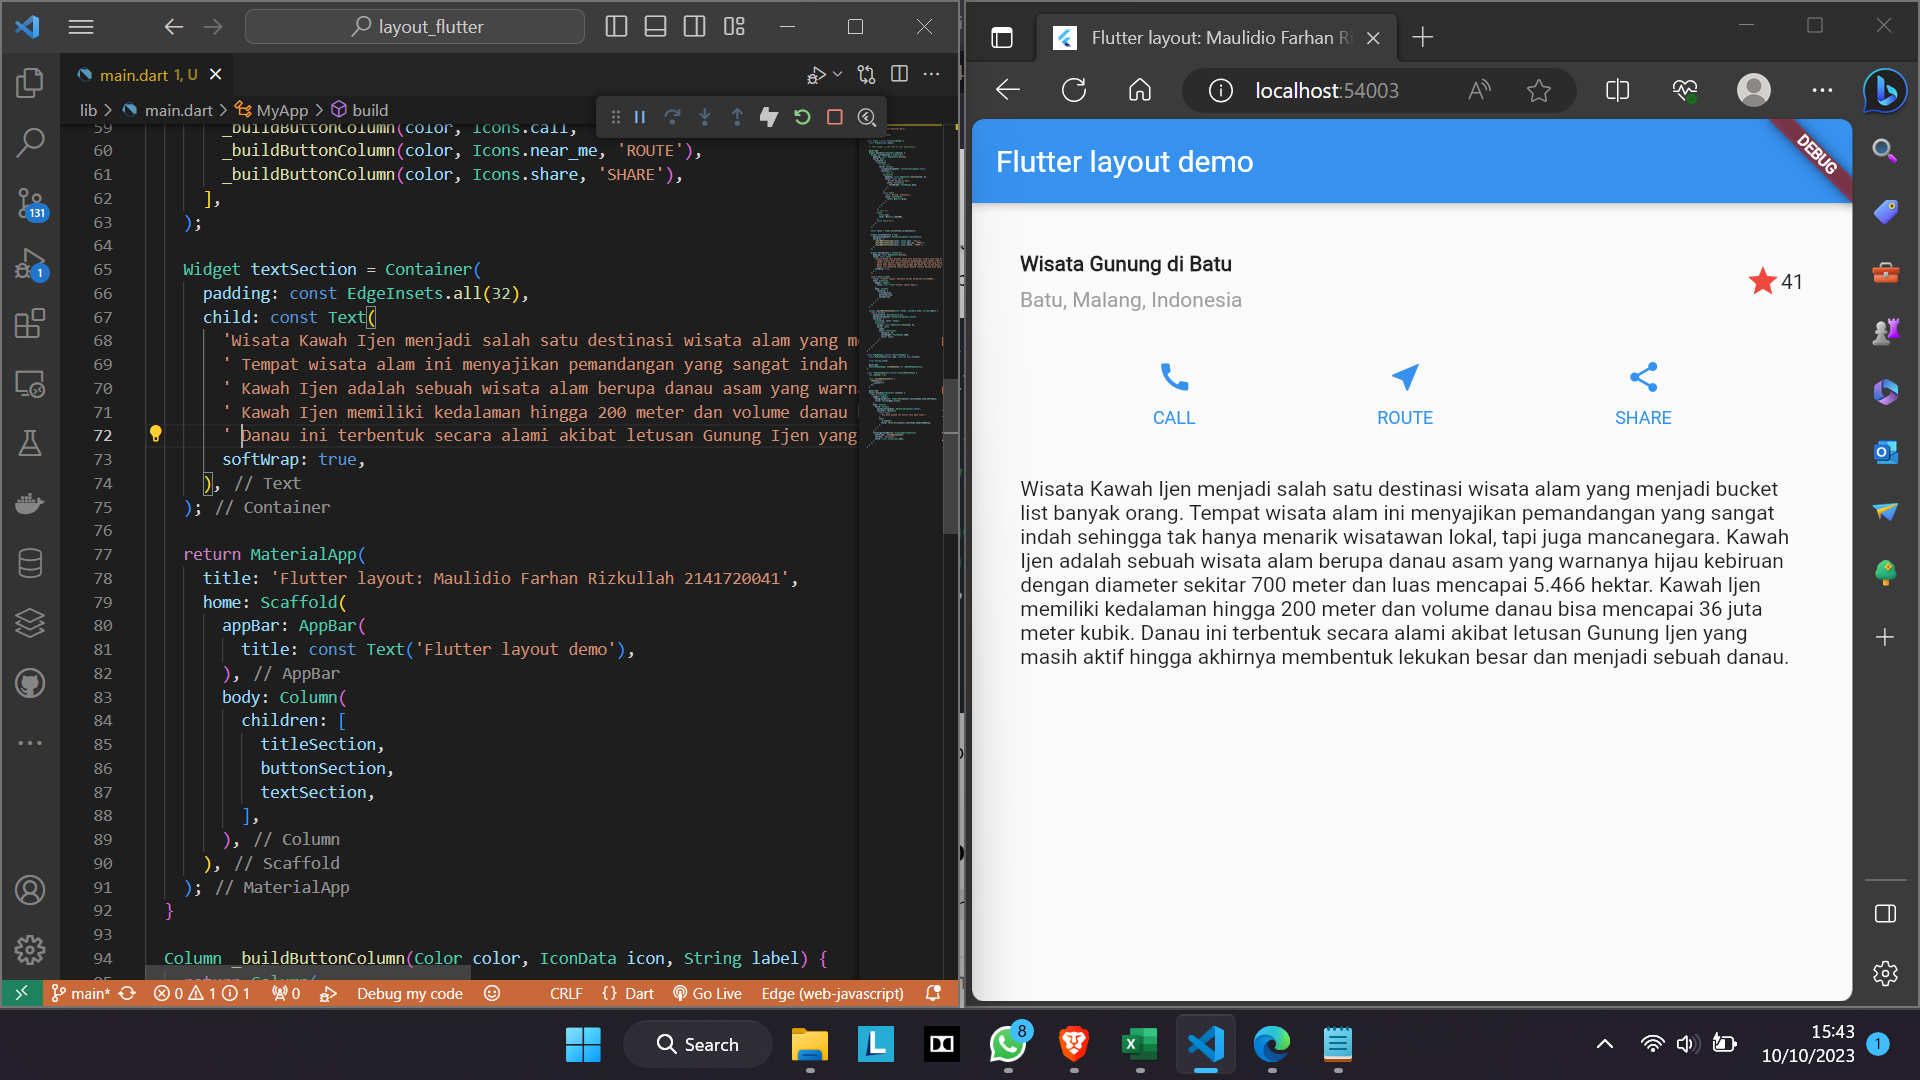 layout_flutter
main.dart 1, U
lib > main.dart > MyApp > build
59 _buildButtonColumn(color, Icons.call,
60 _buildButtonColumn(color, Icons.near_me, 'ROUTE'),
61 _buildButtonColumn(color, Icons.share, 'SHARE'),
62 ],
63 );
64
65 Widget textSection = Container(
66 padding: const EdgeInsets.all(32),
67 child: const Text(
68 'Wisata Kawah Ijen menjadi salah satu destinasi wisata alam yang
69 ' Tempat wisata alam ini menyajikan pemandangan yang sangat indah
70 ' Kawah Ijen adalah sebuah wisata alam berupa danau asam yang
71 ' Kawah Ijen memiliki kedalaman hingga 200 meter dan volume danau
72 ' Danau ini terbentuk secara alami akibat letusan Gunung Ijen yang
73 softWrap: true,
74 ), // Text
75 ); // Container
76
77 return MaterialApp(
78 title: 'Flutter layout: Maulidio Farhan Rizkullah 2141720041',
79 home: Scaffold(
80 appBar: AppBar(
81 title: const Text('Flutter layout demo'),
82 ), // AppBar
83 body: Column(
84 children: [
85 titleSection,
86 buttonSection,
87 textSection,
88 ],
89 ), // Column
90 ), // Scaffold
91 ); // MaterialApp
92 }
93
94 Column _buildButtonColumn(Color color, IconData icon, String label) {
131
1
main* 0 1 1 0 Debug my code CRLF {} Dart Go Live Edge (web-javascript)
Flutter layout: Maulidio Farhan Ri
localhost:54003
Flutter layout demo
DEBUG
Wisata Gunung di Batu
Batu, Malang, Indonesia
41
CALL ROUTE SHARE
Wisata Kawah Ijen menjadi salah satu destinasi wisata alam yang menjadi bucket
list banyak orang. Tempat wisata alam ini menyajikan pemandangan yang sangat
indah sehingga tak hanya menarik wisatawan lokal, tapi juga mancanegara. Kawah
Ijen adalah sebuah wisata alam berupa danau asam yang warnanya hijau kebiruan
dengan diameter sekitar 700 meter dan luas mencapai 5.466 hektar. Kawah Ijen
memiliki kedalaman hingga 200 meter dan volume danau bisa mencapai 36 juta
meter kubik. Danau ini terbentuk secara alami akibat letusan Gunung Ijen yang
masih aktif hingga akhirnya membentuk lekukan besar dan menjadi sebuah danau.
Search
8
15:43
10/10/2023
1